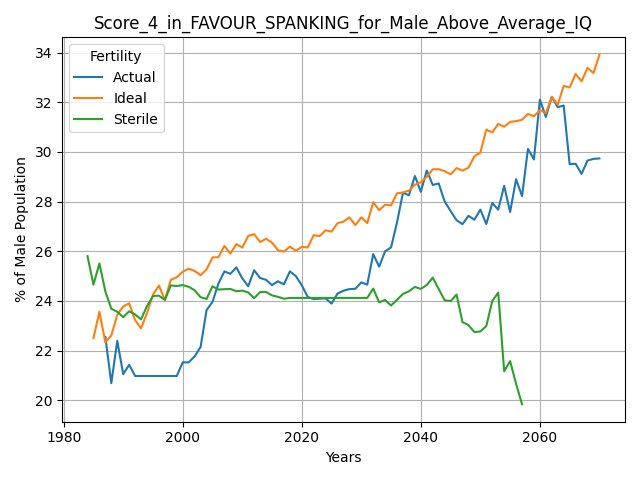 Score_4_in_FAVOUR_SPANKING_for_Male_Above_Average_IQ
Fertility
Actual
Ideal
Sterile
% of Male Population
34
32
30
28
26
24
22
20
1980
2000
2020
2040
2060
Years